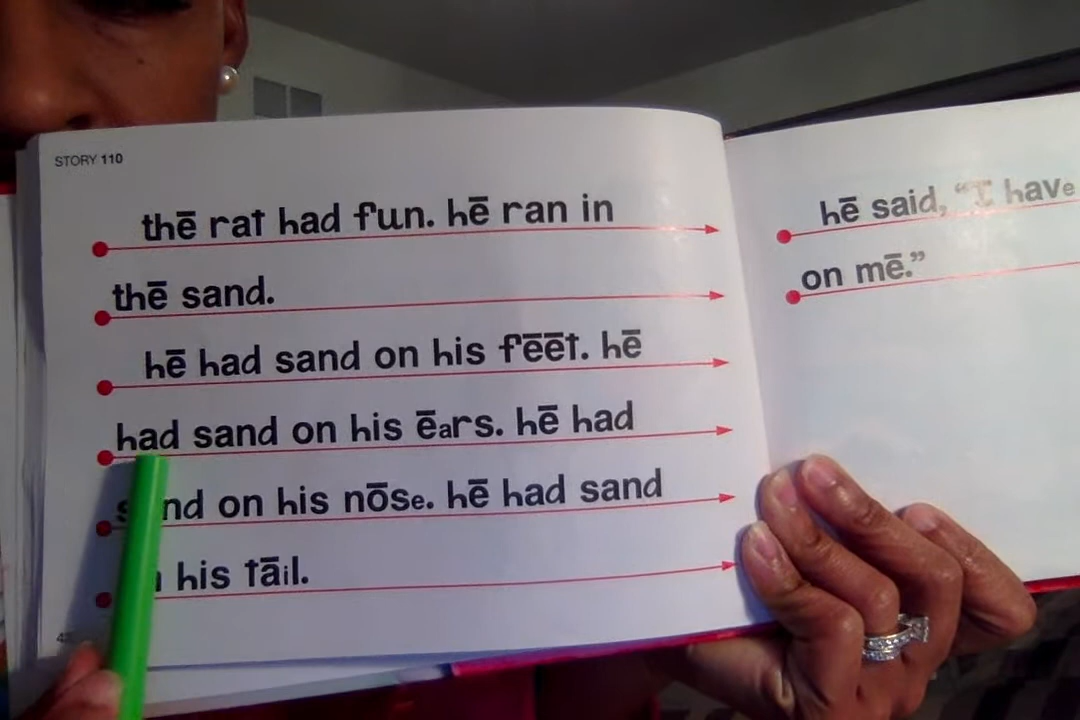 STORY 110
thē rat had fun. hē ran in
thē sand.
hē had sand on his fēēt. hē
had sand on his ēars. hē had
nd on his nōse. hē had sand
his tāil.
hē said, “I have
on mē.”